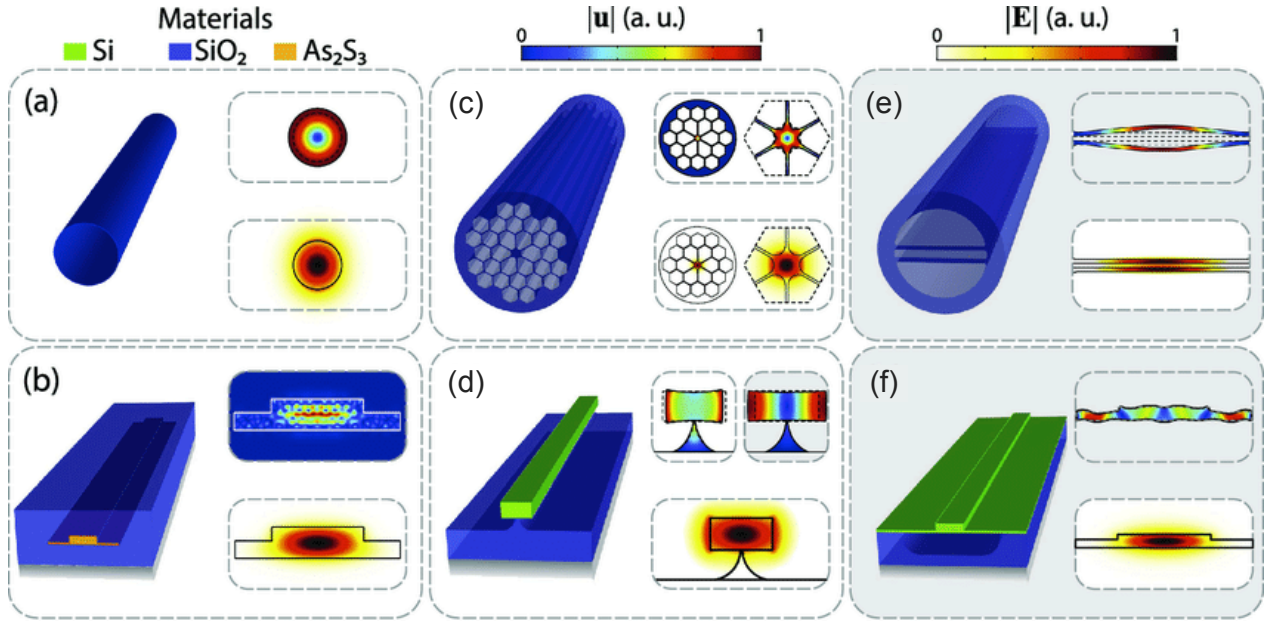 Materials
Si SiO₂ As₂S₃
|u| (a. u.)
0 1
|E| (a. u.)
0 1
(a)
(c)
(e)
(b)
(d)
(f)